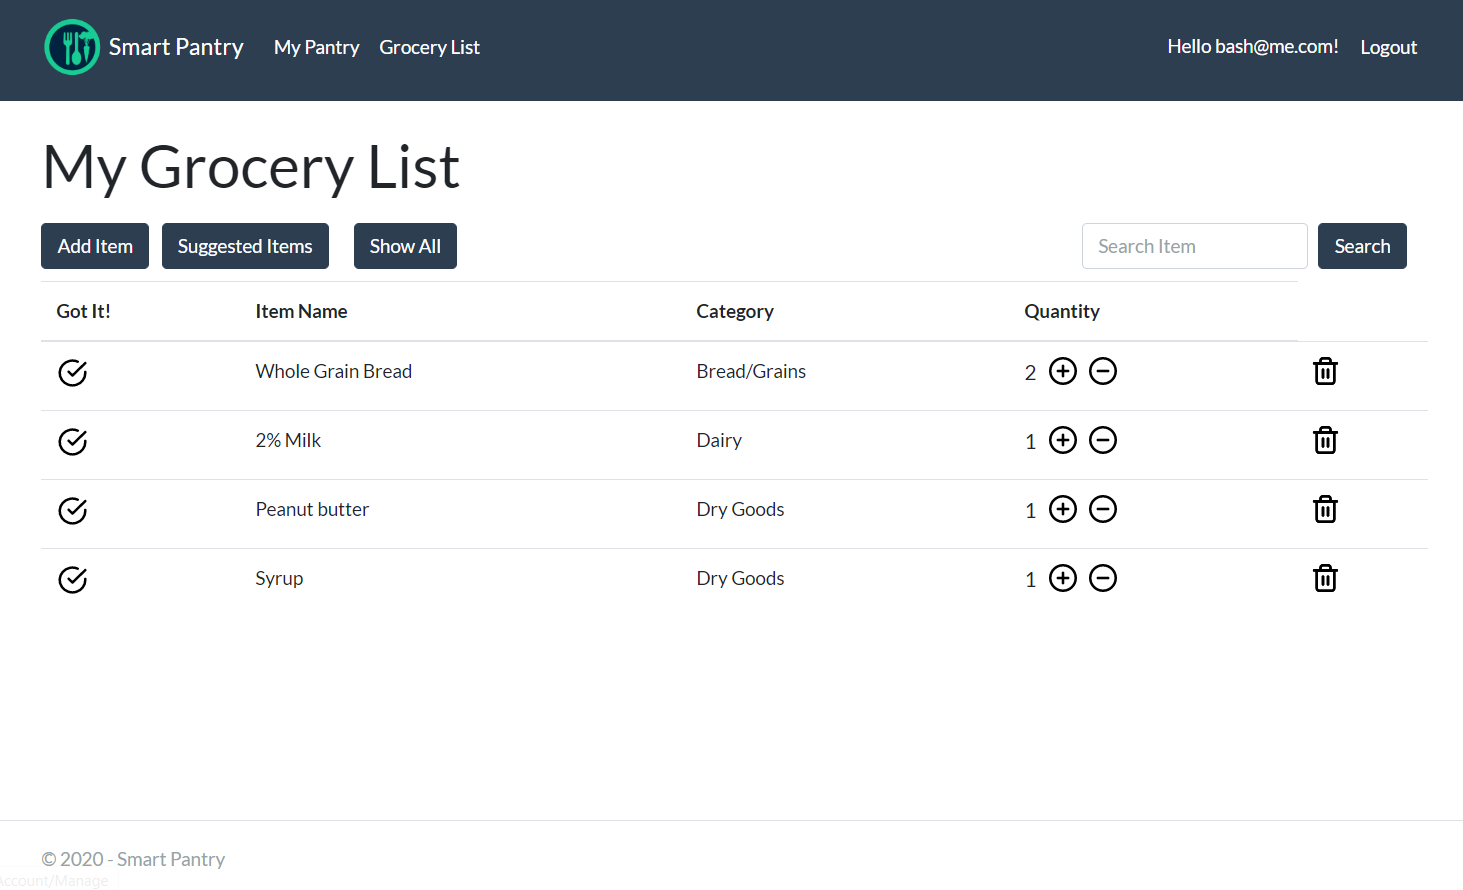 Smart Pantry My Pantry Grocery List Hello bash@me.com! Logout
My Grocery List
Add Item Suggested Items Show All Search Item Search
Got It! Item Name Category Quantity
Whole Grain Bread Bread/Grains 2
2% Milk Dairy 1
Peanut butter Dry Goods 1
Syrup Dry Goods 1
© 2020 - Smart Pantry
Account/Manage